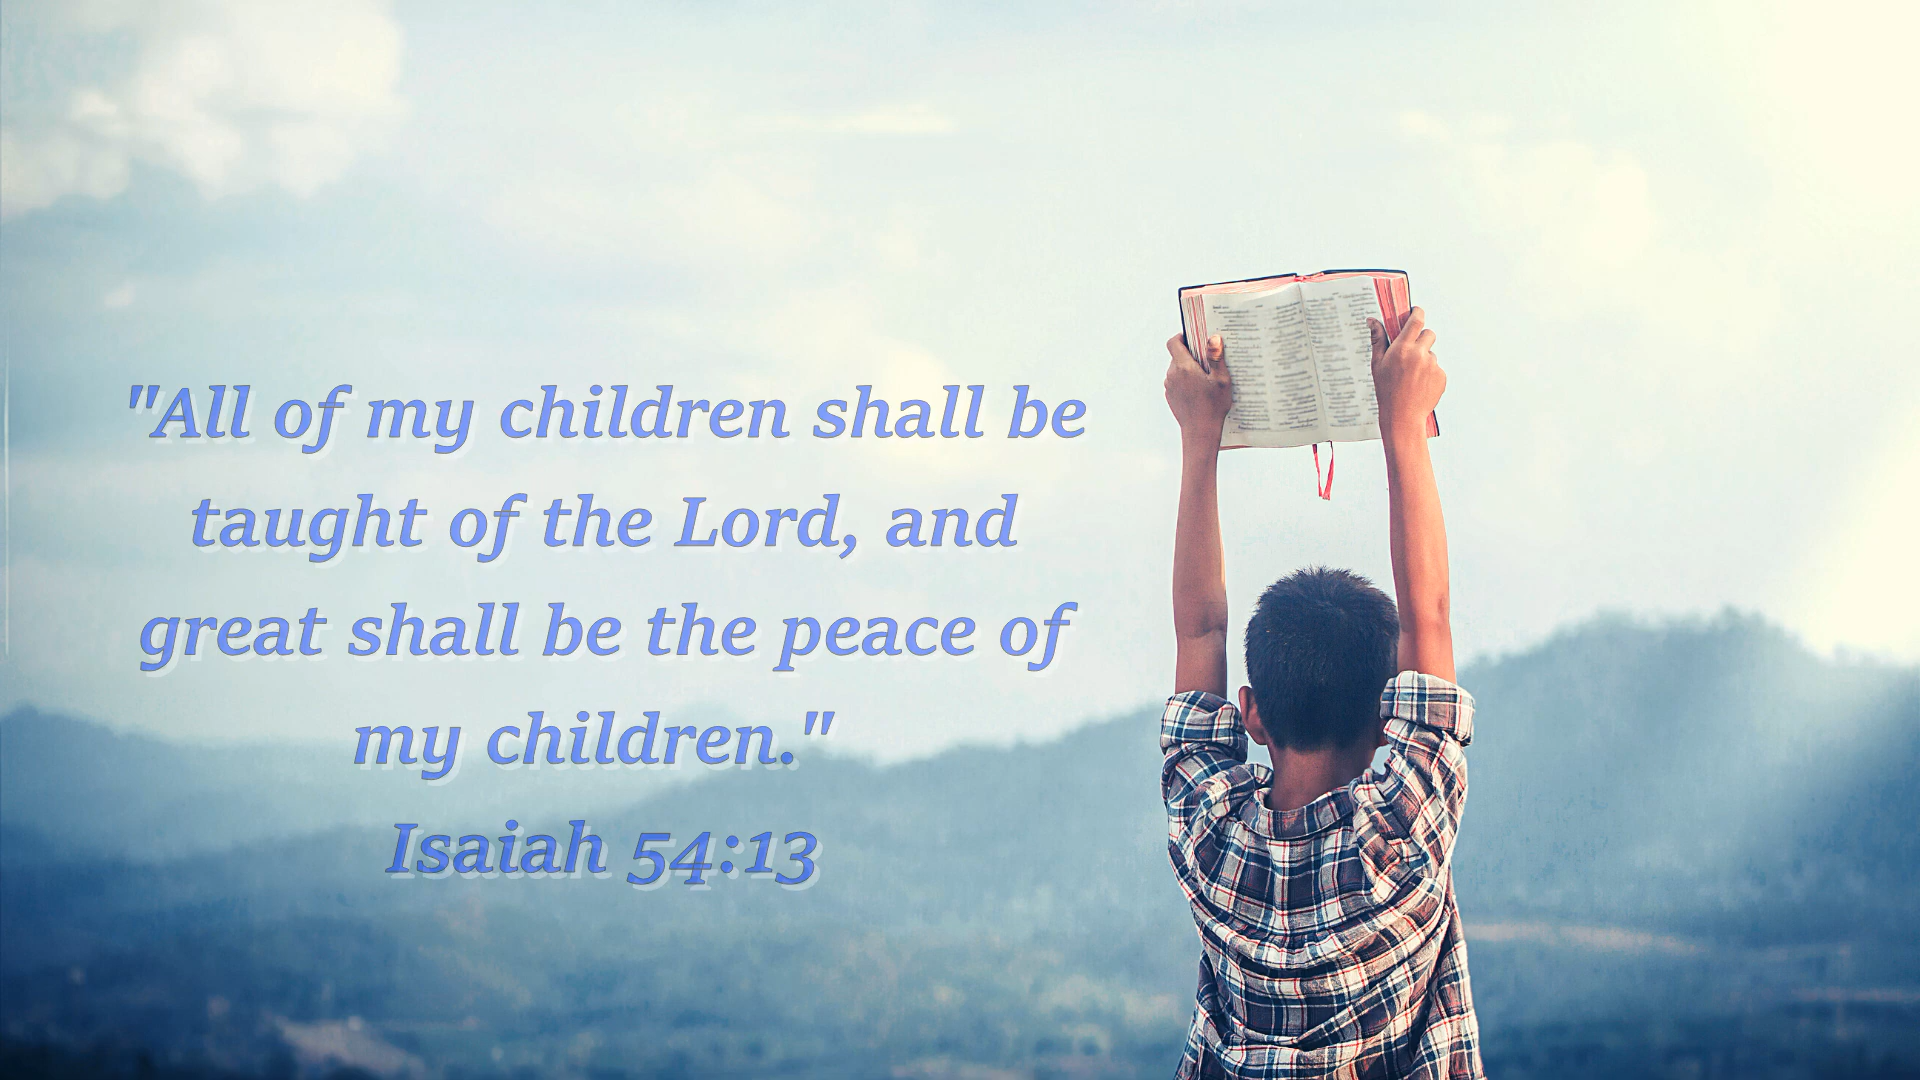 "All of my children shall be
taught of the Lord, and
great shall be the peace of
my children."
Isaiah 54:13